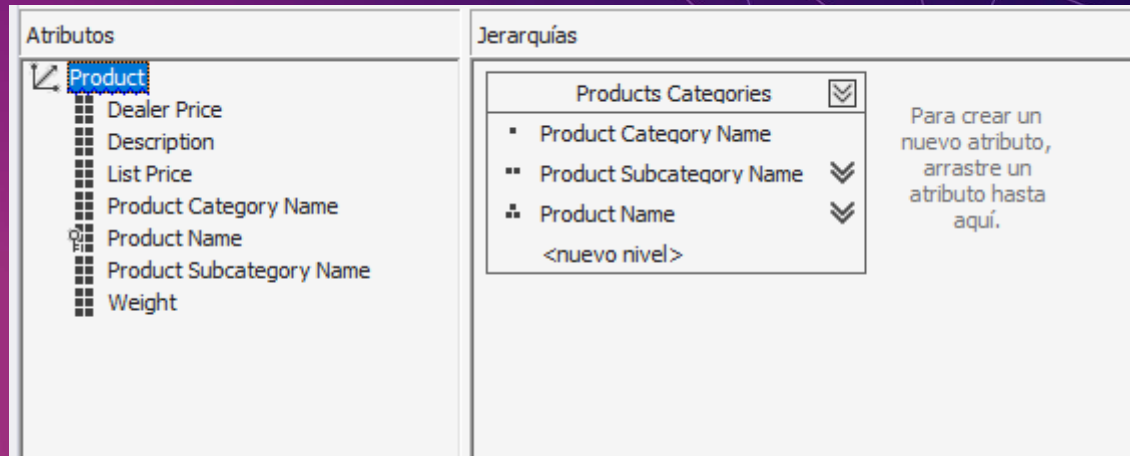 Atributos
Product
Dealer Price
Description
List Price
Product Category Name
Product Name
Product Subcategory Name
Weight
Jerarquías
Products Categories
Product Category Name
Product Subcategory Name
Product Name
<nuevo nivel>
Para crear un
nuevo atributo,
arrastre un
atributo hasta
aquí.